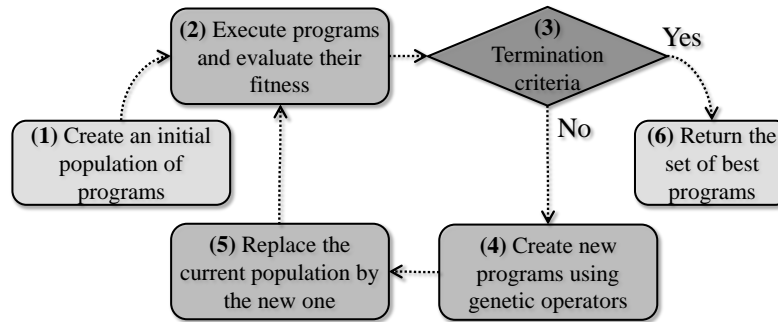 (1) Create an initial
population of
programs
(2) Execute programs
and evaluate their
fitness
(3)
Termination
criteria
Yes
No
(6) Return the
set of best
programs
(4) Create new
programs using
genetic operators
(5) Replace the
current population by
the new one